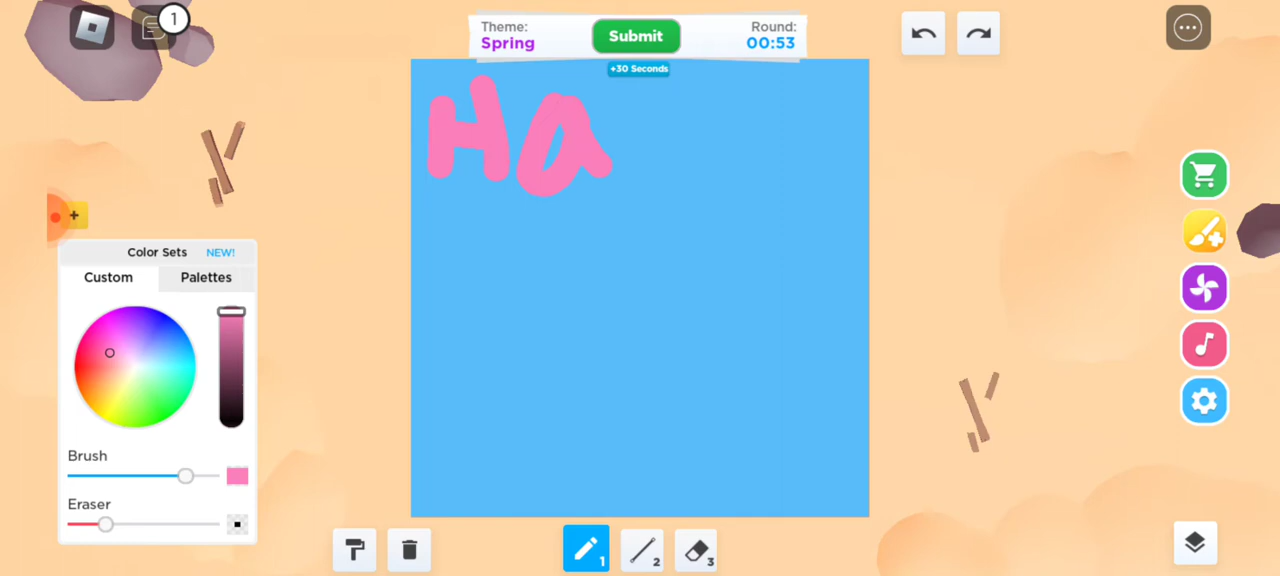 1
Theme:
Spring
Submit
Round:
00:53
+30 Seconds
Ha
+
Color Sets NEW!
Custom Palettes
Brush
Eraser
1
2
3